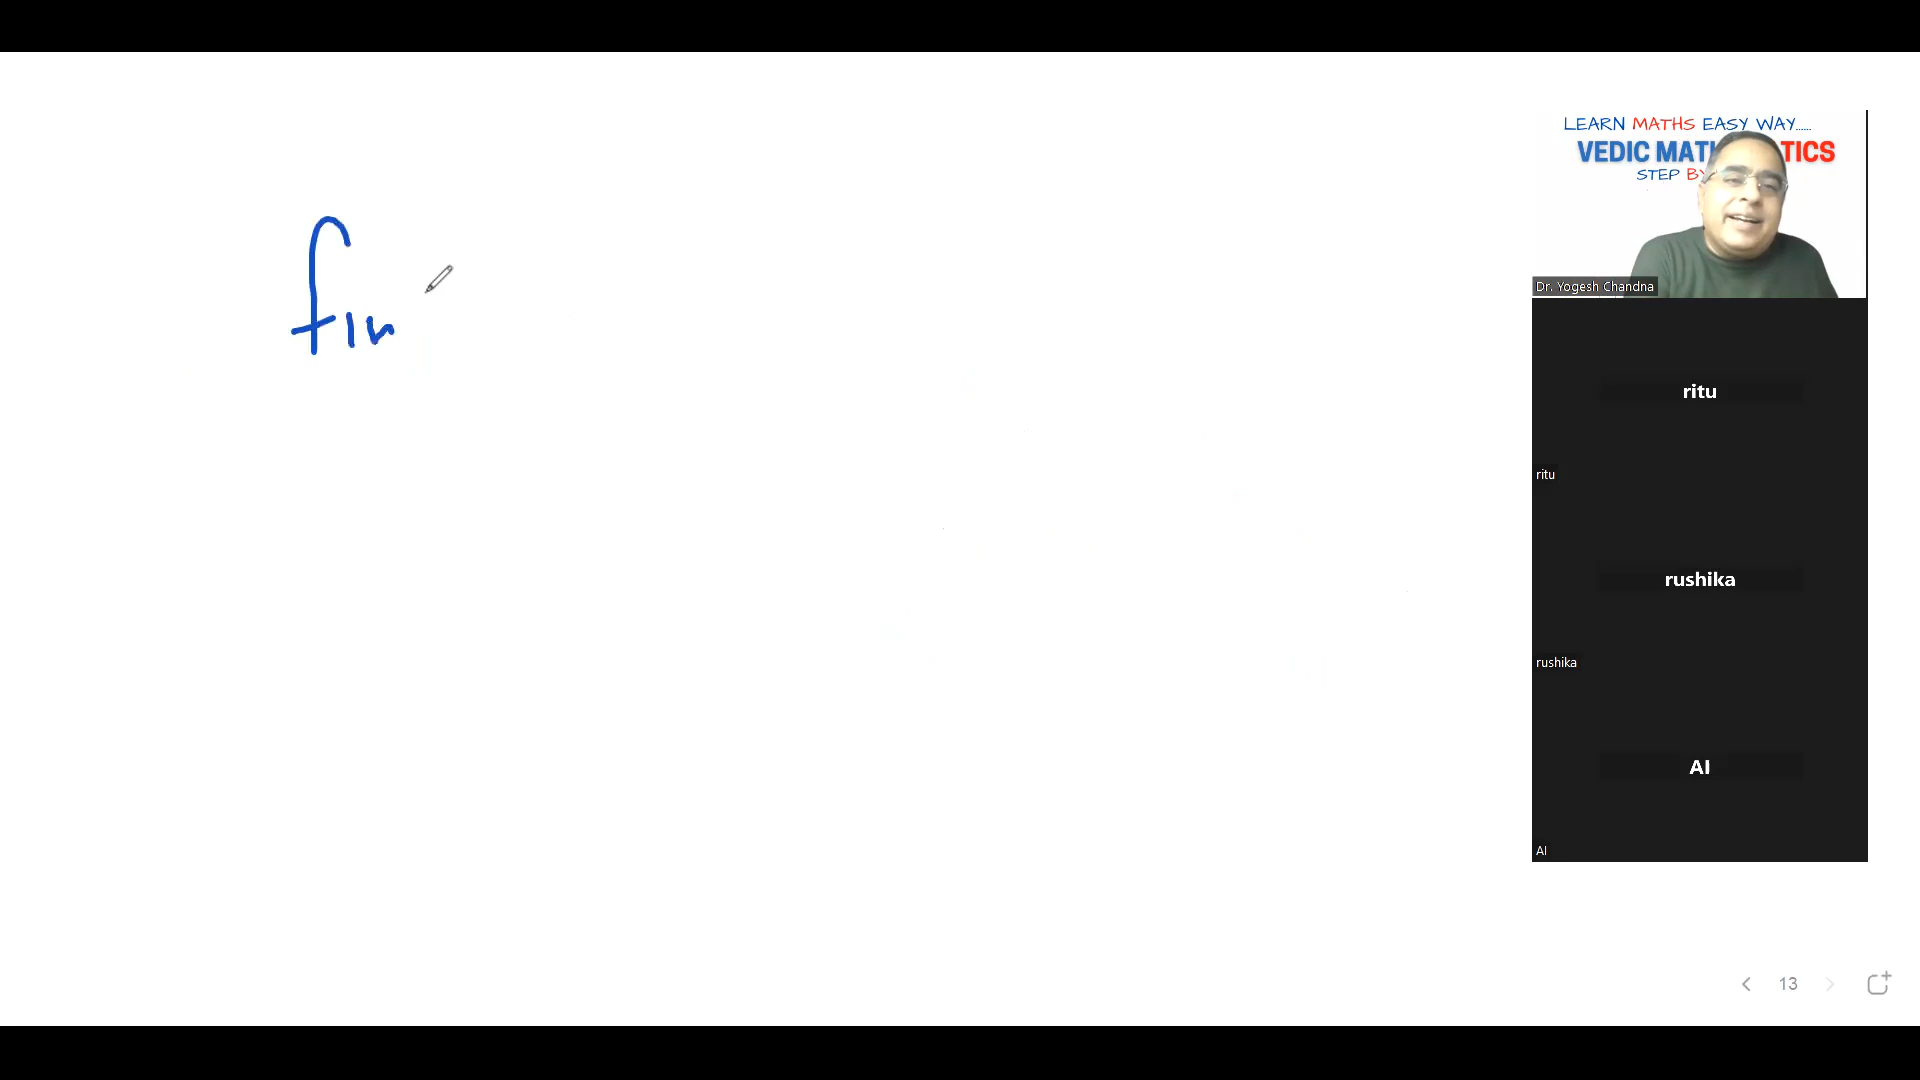 LEARN MATHS EASY WAY......
VEDIC MAT TICS
STEP BY
fin
Dr. Yogesh Chandna
ritu
ritu
rushika
rushika
AI
AI
13